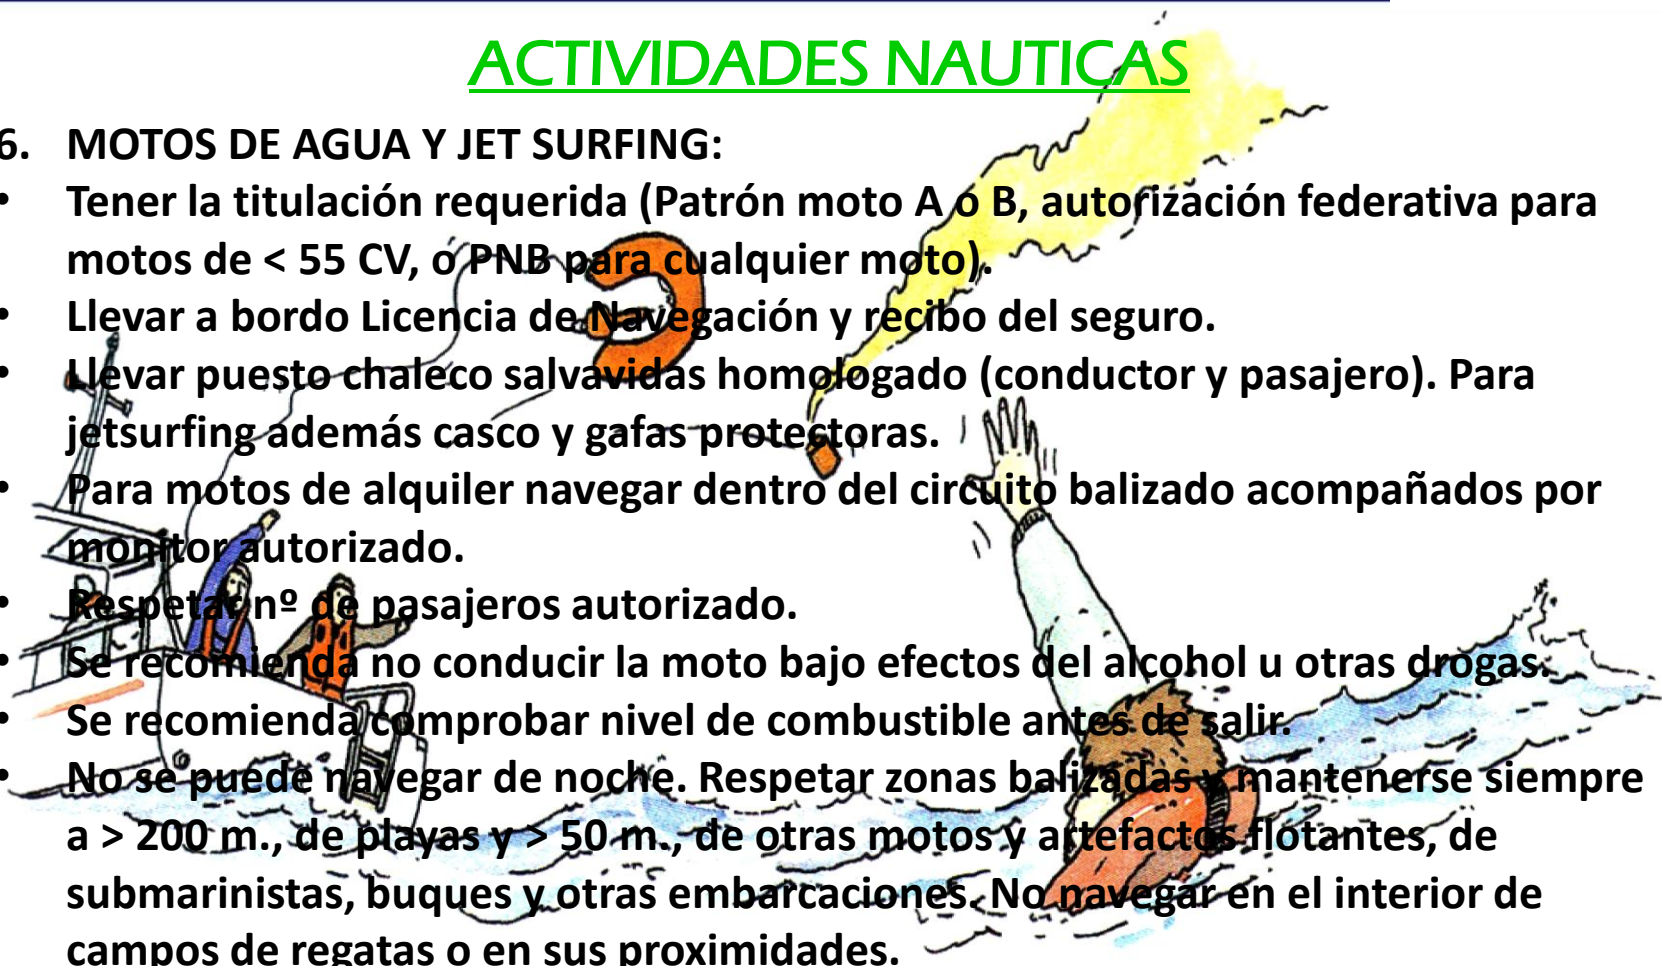 ACTIVIDADES NAUTICAS
6. MOTOS DE AGUA Y JET SURFING:
• Tener la titulación requerida (Patrón moto A ó B, autorización federativa para
motos de < 55 CV, ó PNB para cualquier moto).
• Llevar a bordo Licencia de Navegación y recibo del seguro.
• Llevar puesto chaleco salvavidas homologado (conductor y pasajero). Para
jetsurfing además casco y gafas protectoras.
• Para motos de alquiler navegar dentro del circuito balizado acompañados por
monitor autorizado.
• Respetar nº de pasajeros autorizado.
• Se recomienda no conducir la moto bajo efectos del alcohol u otras drogas.
• Se recomienda comprobar nivel de combustible antes de salir.
• No se puede navegar de noche. Respetar zonas balizadas y mantenerse siempre
a > 200 m., de playas y > 50 m., de otras motos y artefactos flotantes, de
submarinistas, buques y otras embarcaciones. No navegar en el interior de
campos de regatas o en sus proximidades.